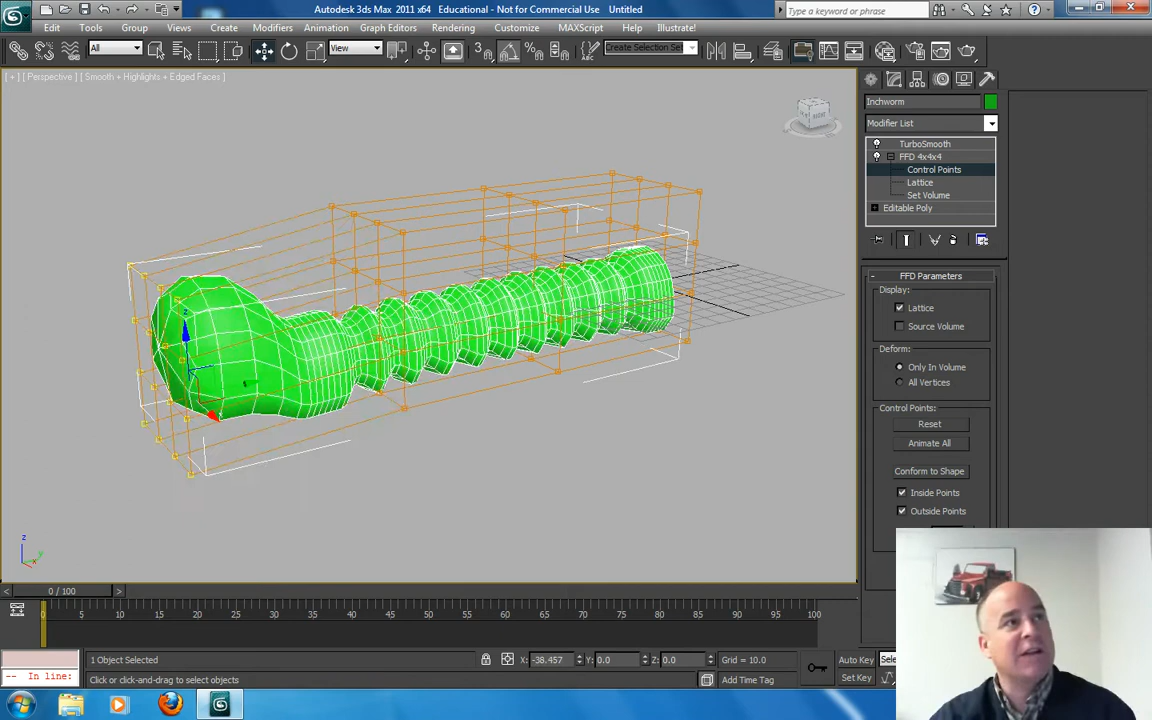 Autodesk 3ds Max 2011 x64 - Educational - Not for Commercial Use    Untitled
Type a keyword or phrase
Edit Tools Group Views Create Modifiers Animation Graph Editors Rendering Customize MAXScript Help Illustrate!
All View 3 Create Selection Set
[ + ] [ Perspective ] [ Smooth + Highlights + Edged Faces ]
RIGHT
z
z
y
x
Inchworm
Modifier List
TurboSmooth
FFD 4x4x4
Control Points
Lattice
Set Volume
Editable Poly
- FFD Parameters
Display:
Lattice
Source Volume
Deform:
Only In Volume
All Vertices
Control Points:
Reset
Animate All
Conform to Shape
Inside Points
Outside Points
< 0 / 100 >
0 5 10 15 20 25 30 35 40 45 50 55 60 65 70 75 80 85 90 95 100
1 Object Selected X: -38.457 Y: 0.0 Z: 0.0 Grid = 10.0 Auto Key
-- In line: Click or click-and-drag to select objects Add Time Tag Set Key